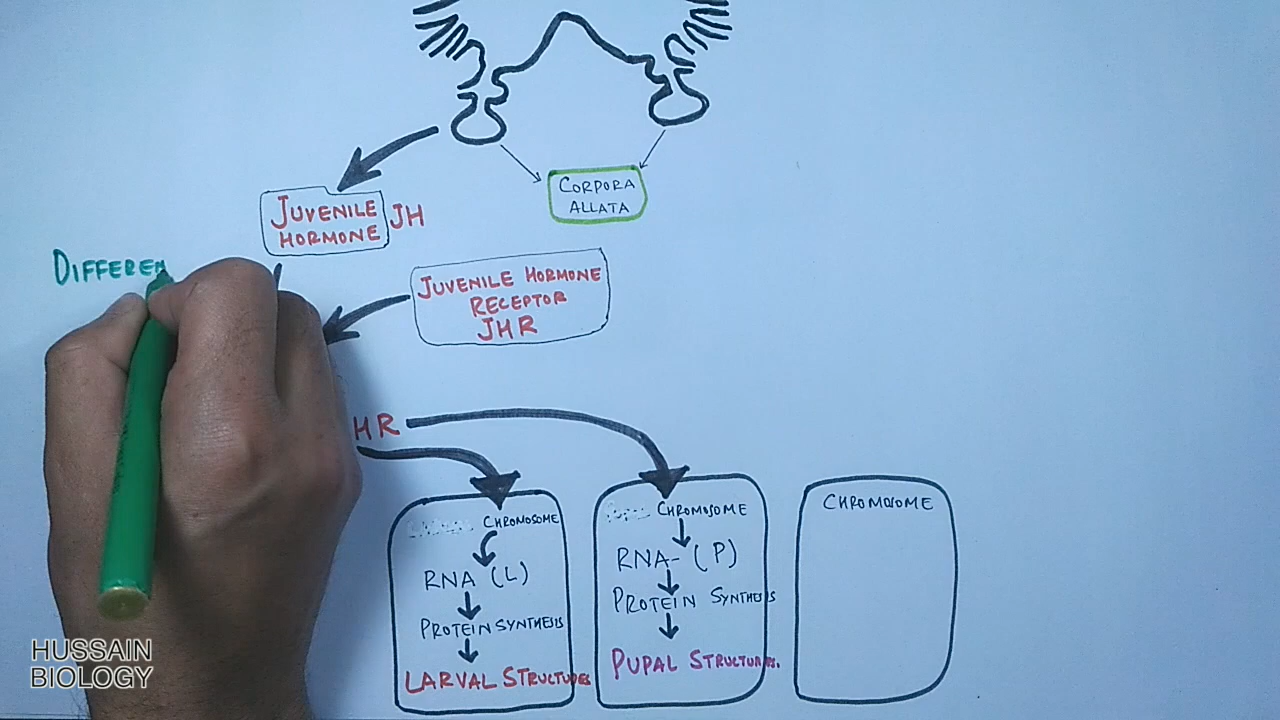 CORPORA
ALLATA
JUVENILE
HORMONE
JH
DIFFEREN
JUVENILE HORMONE
RECEPTOR
JHR
HR
CHROMOSOME
RNA (L)
PROTEIN SYNTHESIS
LARVAL STRUCTURES
CHROMOSOME
RNA- (P)
PROTEIN SYNTHESIS
PUPAL STRUCTURES.
CHROMOSOME
HUSSAIN
BIOLOGY